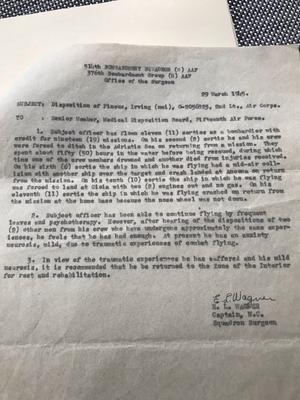 514th BOMBARDMENT SQUADRON (H) AAF
376th Bombardment Group (H) AAF
Office of the Surgeon
29 March 1945.
SUBJECT: Disposition of Irving (nmi), 2nd Lt., Air Corps.
TO : Senior Member, Medical Disposition Board, Fifteenth Air Force.
1. Subject officer has flown eleven (11) sorties as a bombardier with
credit for nineteen (19) missions. On his second sortie he and his crew
were forced to ditch in the Adriatic Sea on returning from a mission. They
spent about fifty (50) hours in the water before being rescued, during which
time one of the crew members drowned and another died from injuries received.
On his sixth (6) sortie the ship in which he was flying had a mid-air colli-
sion with another ship over the target and crash landed at Ancona on return
from the mission. On his tenth (10) sortie the ship in which he was flying
was forced to land at with two (2) engines out and no gas. On his
eleventh (11) sortie the ship in which he was flying crashed on return from
the mission at the home base because the nose wheel was not down.
2. Subject officer has been able to continue flying by frequent
leaves and psychotherapy. However, after hearing of the dispositions of two
(2) other men from his crew who have undergone approximately the same exper-
iences, he feels that he has had enough. At present he has an anxiety
neurosis, mild, due to traumatic experiences of combat flying.
3. In view of the traumatic experiences he has suffered and his mild
neurosis, it is recommended that he be returned to the Zone of the Interior
for rest and rehabilitation.
E L Wagner
E. L. WAGNER
Captain, M.C.
Squadron Surgeon